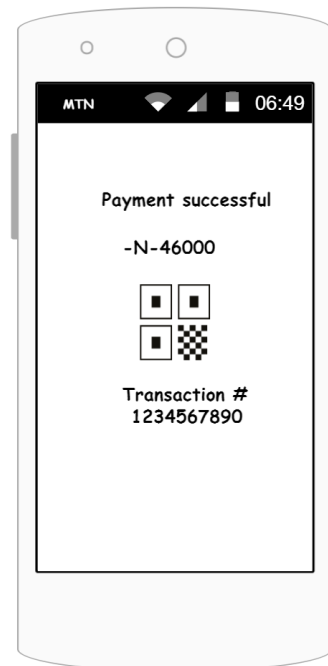 MTN 06:49
Payment successful
-N-46000
Transaction #
1234567890